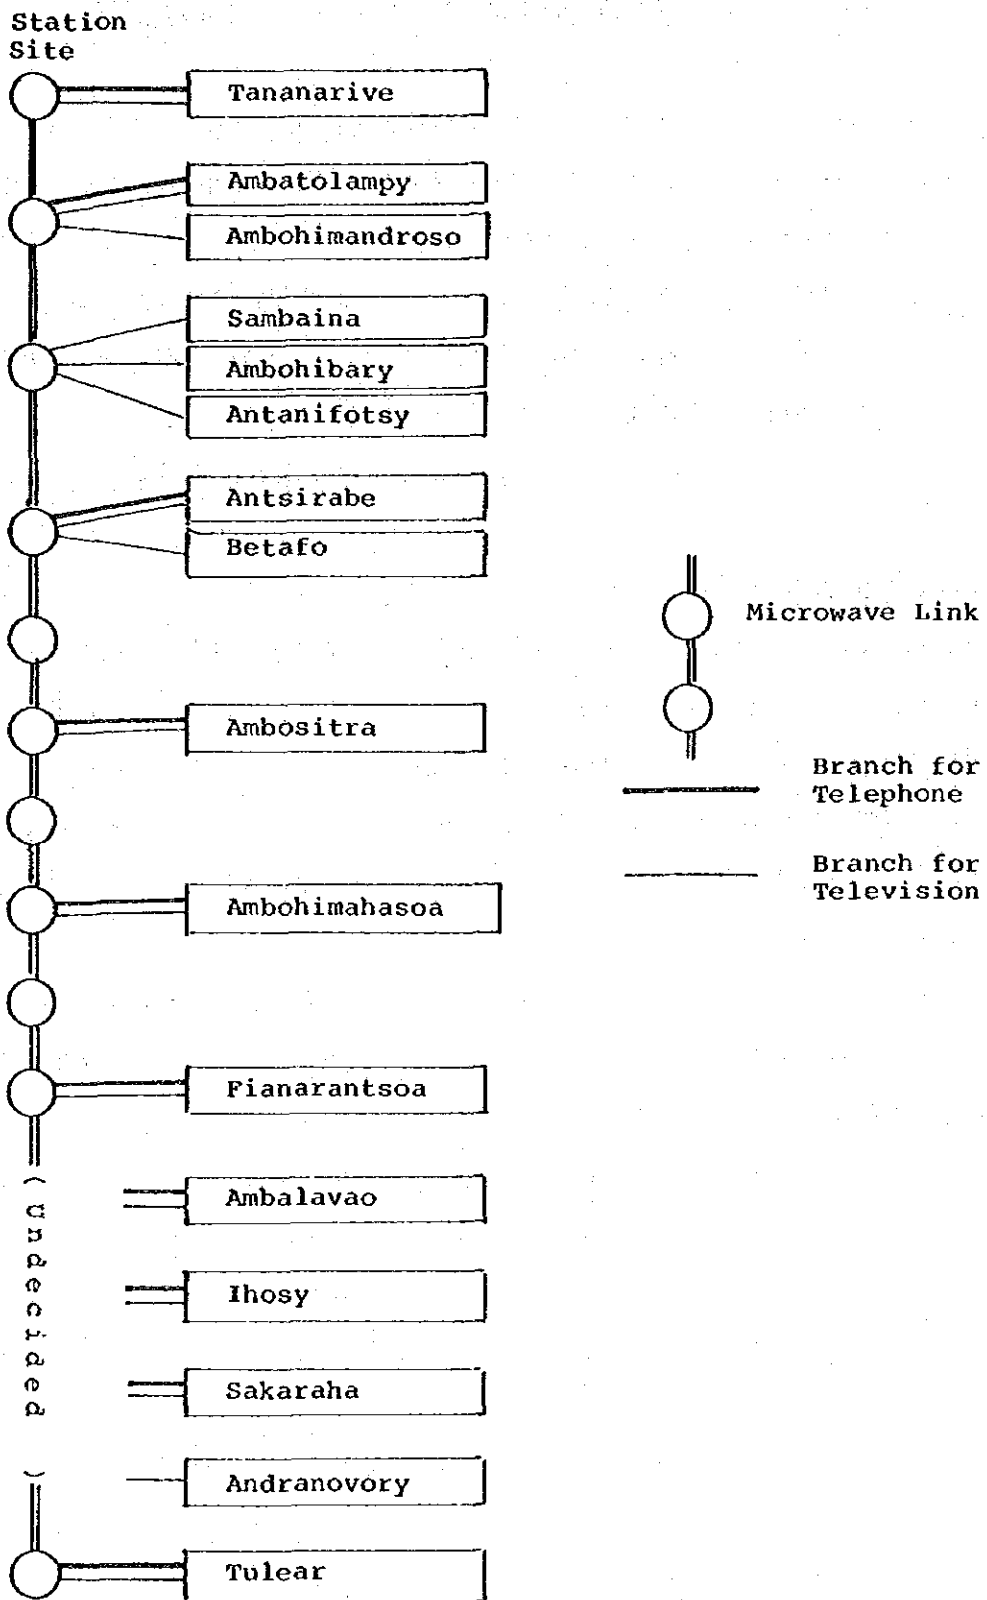 Station
Site
Tananarive
Ambatolampy
Ambohimandroso
Sambaina
Ambohibary
Antanifotsy
Antsirabe
Betafo
Microwave Link
Ambositra
Branch for
Telephone
Branch for
Television
Ambohimahasoa
Fianarantsoa
Ambalavao
Ihosy
Sakaraha
Andranovory
Tulear
( Undecided )